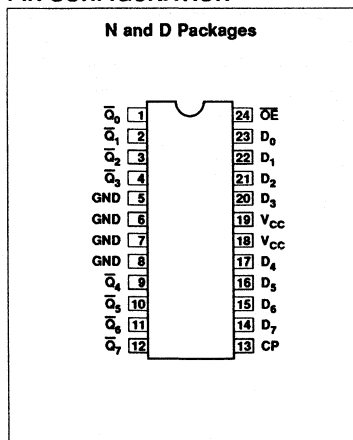 PIN CONFIGURATION
N and D Packages
Q̅0 1 24 O̅E̅
Q̅1 2 23 D0
Q̅2 3 22 D1
Q̅3 4 21 D2
GND 5 20 D3
GND 6 19 VCC
GND 7 18 VCC
GND 8 17 D4
Q̅4 9 16 D5
Q̅5 10 15 D6
Q̅6 11 14 D7
Q̅7 12 13 CP